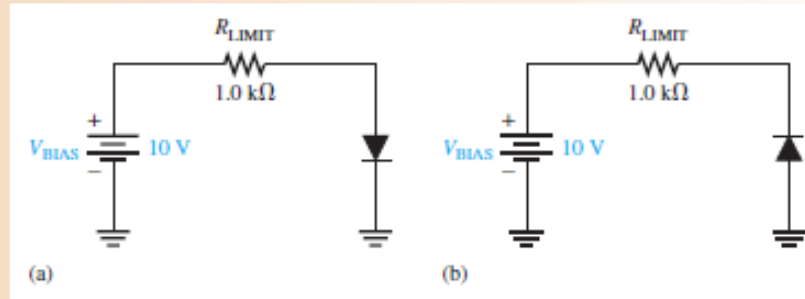 R_LIMIT
1.0 kΩ
+
V_BIAS
10 V
−
(a)
R_LIMIT
1.0 kΩ
+
V_BIAS
10 V
−
(b)